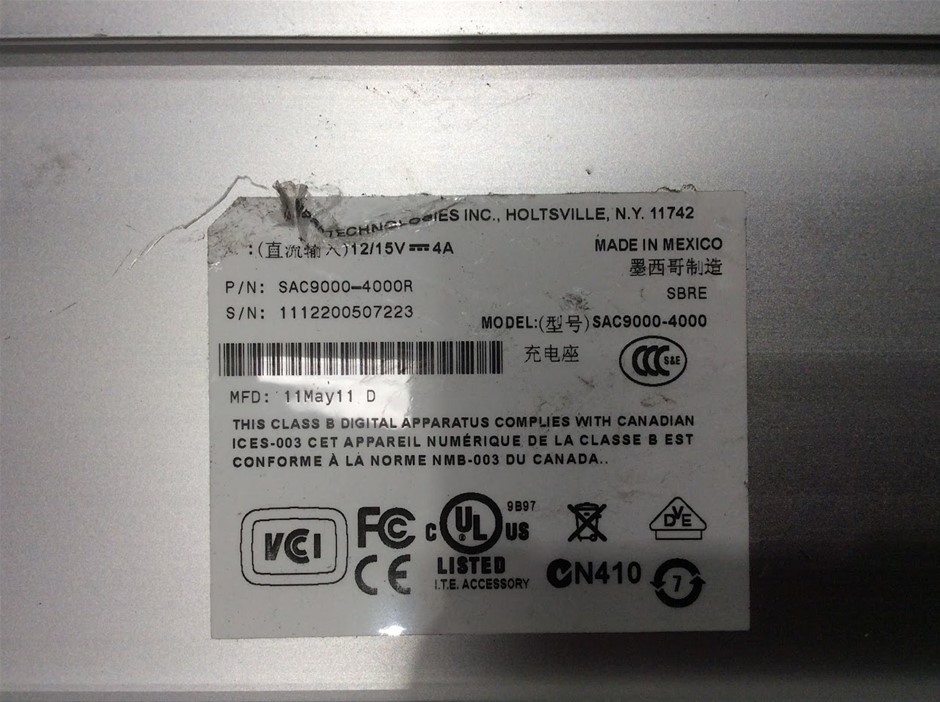 TECHNOLOGIES INC., HOLTSVILLE, N.Y. 11742
:(直流输入)12/15V 4A
MADE IN MEXICO
墨西哥制造
P/N: SAC9000-4000R
SBRE
S/N: 1112200507223
MODEL:(型号)SAC9000-4000
充电座
CCC S&E
MFD: 11May11 D
THIS CLASS B DIGITAL APPARATUS COMPLIES WITH CANADIAN
ICES-003 CET APPAREIL NUMÉRIQUE DE LA CLASSE B EST
CONFORME À LA NORME NMB-003 DU CANADA..
VCI
FC
CE
C UL US
9B97
LISTED
I.T.E. ACCESSORY
DVE
N410
7